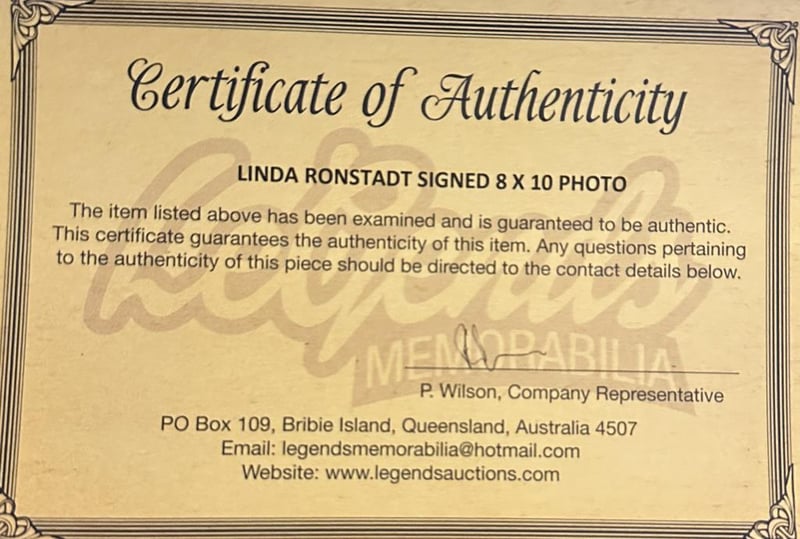 Certificate of Authenticity
LINDA RONSTADT SIGNED 8 X 10 PHOTO
The item listed above has been examined and is guaranteed to be authentic.
This certificate guarantees the authenticity of this item. Any questions pertaining
to the authenticity of this piece should be directed to the contact details below.
Legends
MEMORABILIA
P. Wilson, Company Representative
PO Box 109, Bribie Island, Queensland, Australia 4507
Email: legendsmemorabilia@hotmail.com
Website: www.legendsauctions.com